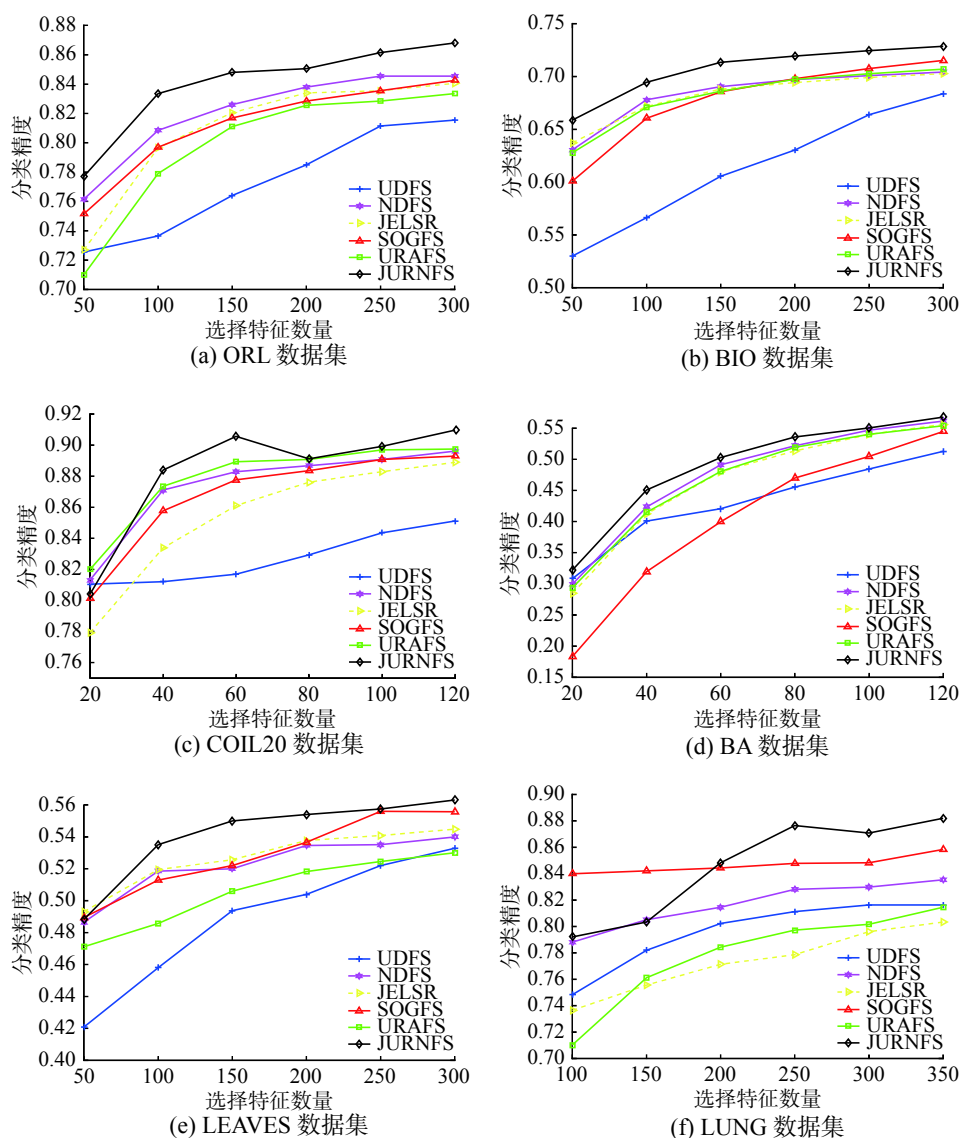 0.88
0.86
0.84
0.82
0.80
0.78
0.76
0.74
0.72
0.70
分类精度
UDFS
NDFS
JELSR
SOGFS
URAFS
JURNFS
50 100 150 200 250 300
选择特征数量
(a) ORL 数据集
0.75
0.70
0.65
0.60
0.55
0.50
分类精度
UDFS
NDFS
JELSR
SOGFS
URAFS
JURNFS
50 100 150 200 250 300
选择特征数量
(b) BIO 数据集
0.92
0.90
0.88
0.86
0.84
0.82
0.80
0.78
0.76
分类精度
UDFS
NDFS
JELSR
SOGFS
URAFS
JURNFS
20 40 60 80 100 120
选择特征数量
(c) COIL20 数据集
0.55
0.50
0.45
0.40
0.35
0.30
0.25
0.20
0.15
分类精度
UDFS
NDFS
JELSR
SOGFS
URAFS
JURNFS
20 40 60 80 100 120
选择特征数量
(d) BA 数据集
0.56
0.54
0.52
0.50
0.48
0.46
0.44
0.42
0.40
分类精度
UDFS
NDFS
JELSR
SOGFS
URAFS
JURNFS
50 100 150 200 250 300
选择特征数量
(e) LEAVES 数据集
0.90
0.88
0.86
0.84
0.82
0.80
0.78
0.76
0.74
0.72
0.70
分类精度
UDFS
NDFS
JELSR
SOGFS
URAFS
JURNFS
100 150 200 250 300 350
选择特征数量
(f) LUNG 数据集